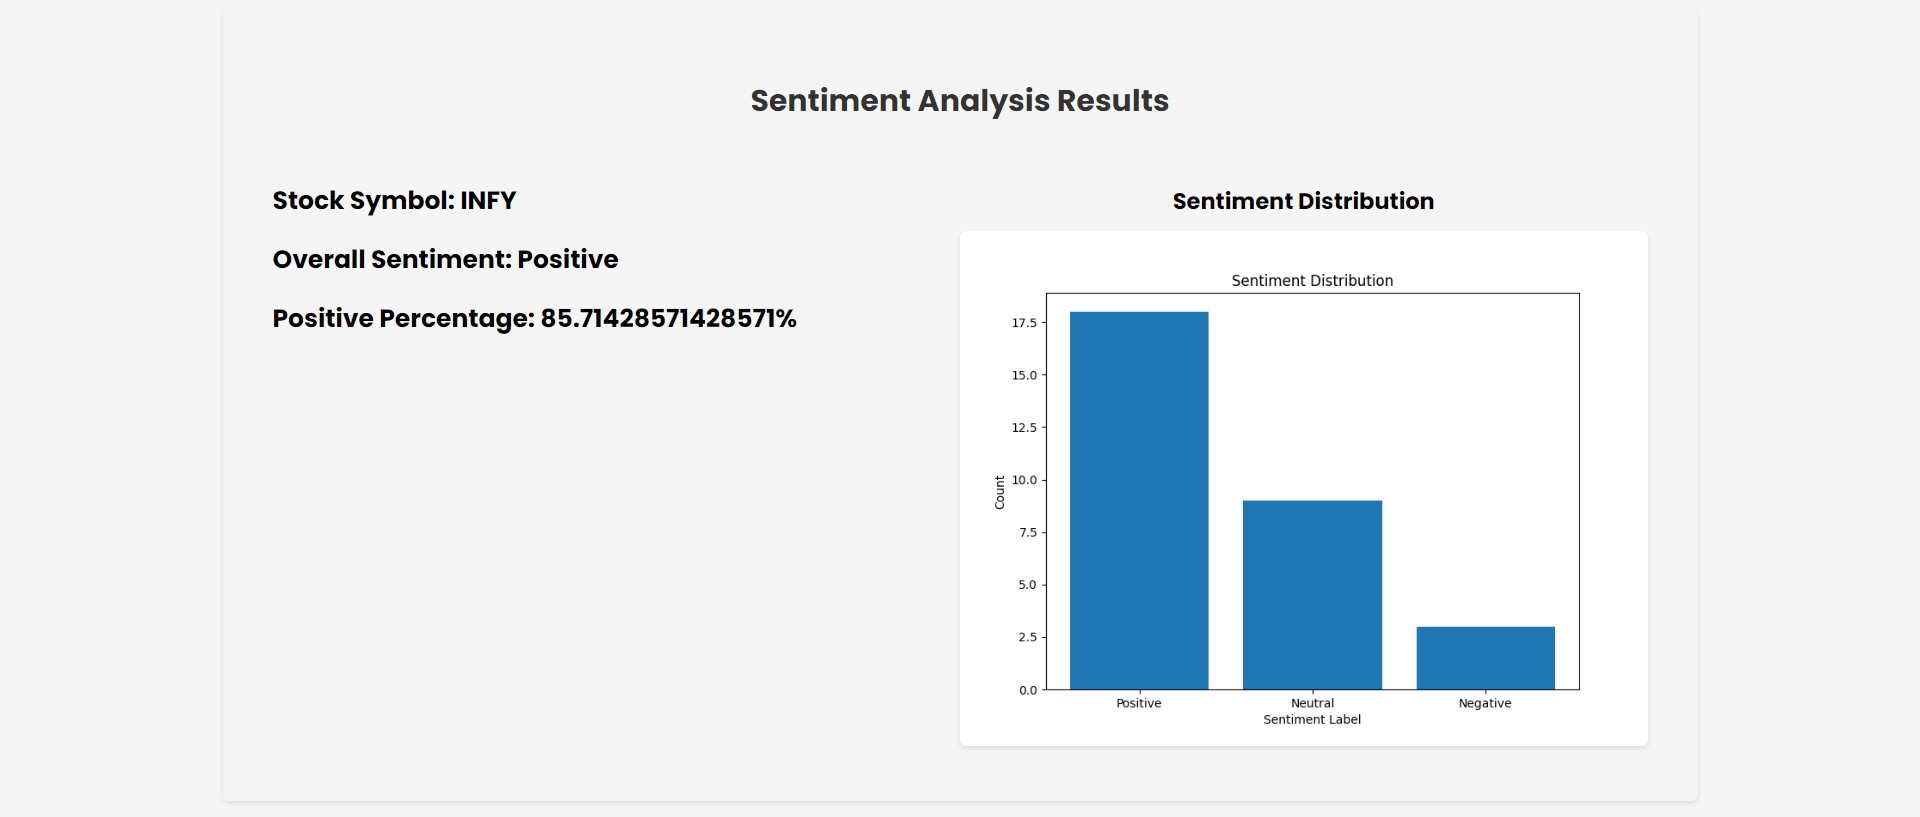 Sentiment Analysis Results
Stock Symbol: INFY
Overall Sentiment: Positive
Positive Percentage: 85.71428571428571%
Sentiment Distribution
Sentiment Distribution
17.5
15.0
12.5
10.0
7.5
5.0
2.5
0.0
Count
Positive Neutral Negative
Sentiment Label